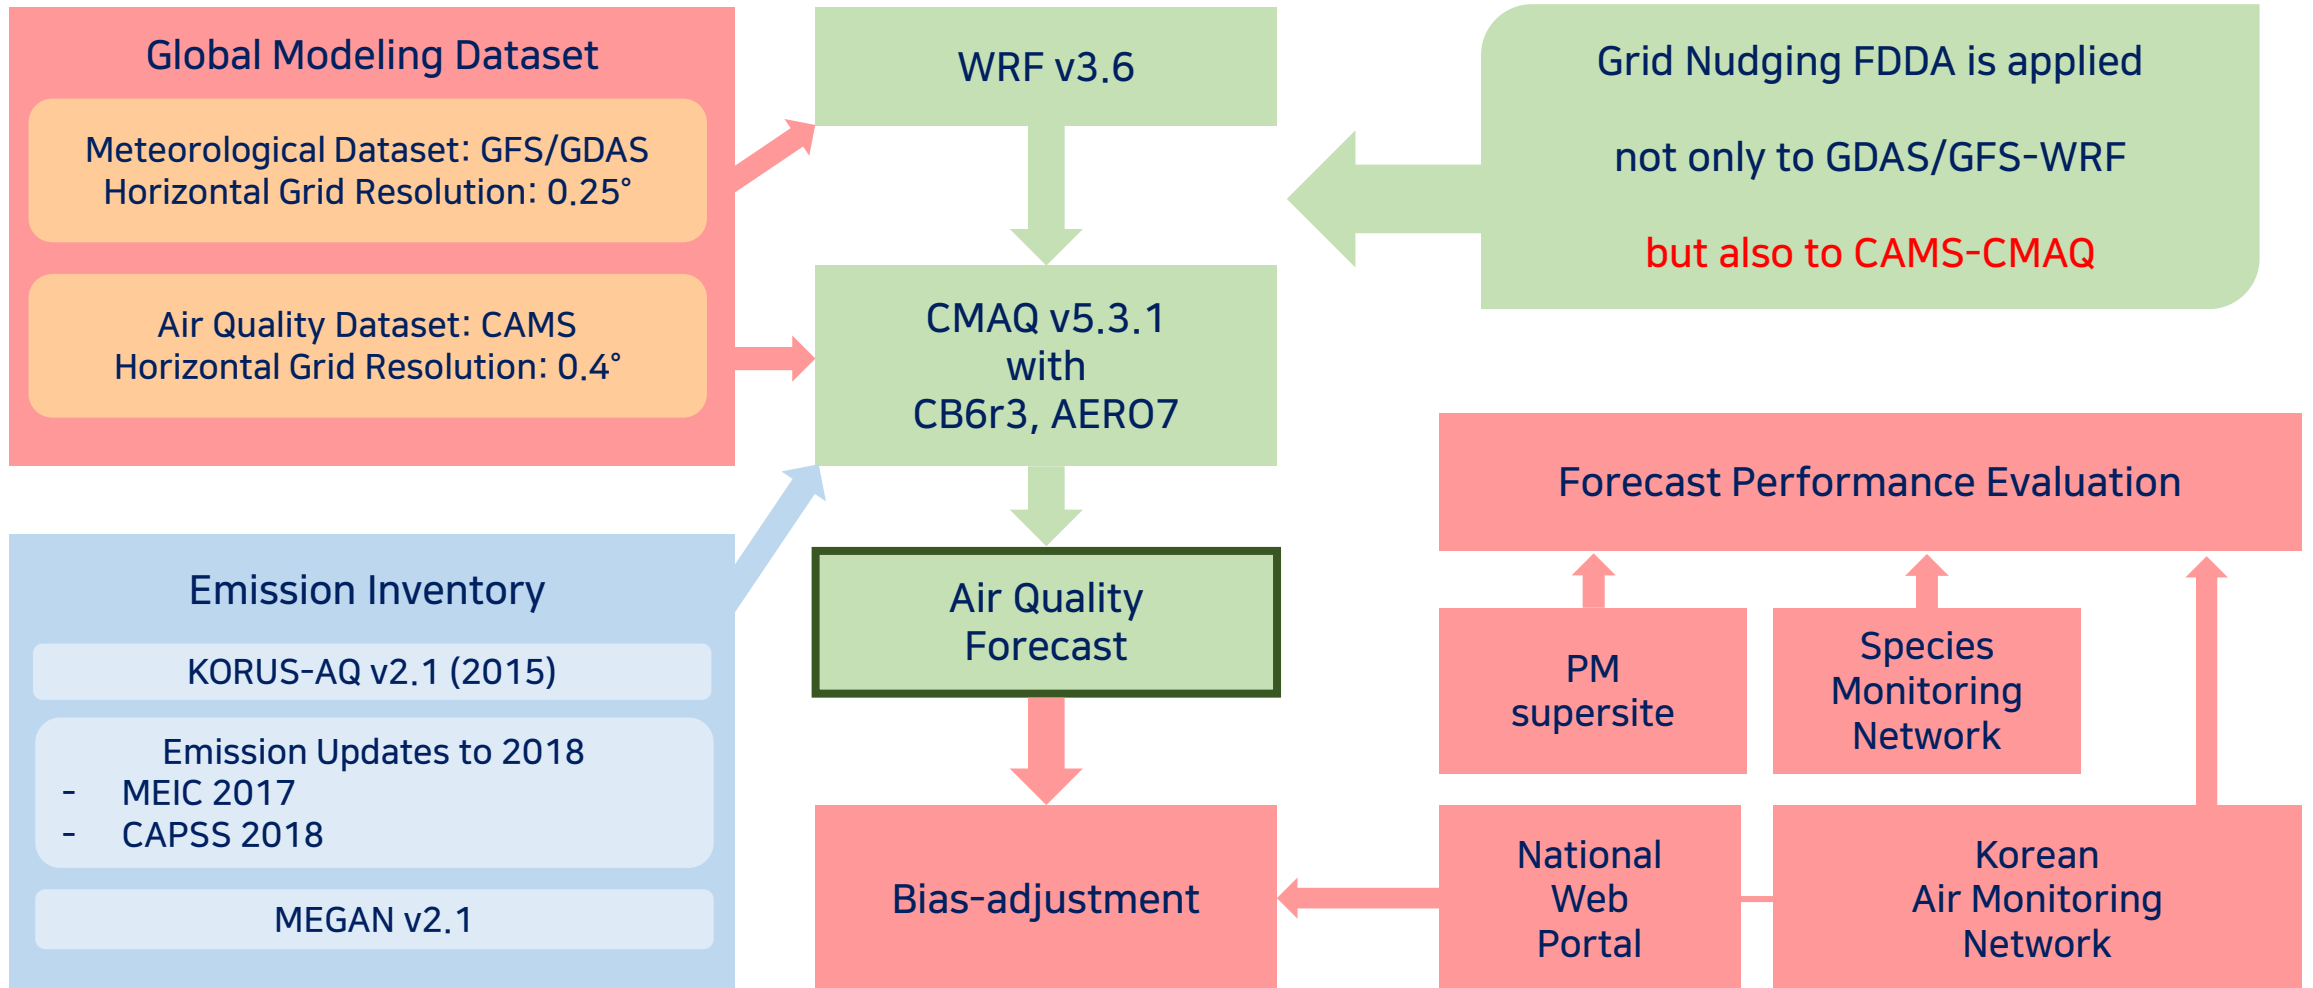 Global Modeling Dataset
Meteorological Dataset: GFS/GDAS
Horizontal Grid Resolution: 0.25°
Air Quality Dataset: CAMS
Horizontal Grid Resolution: 0.4°
Emission Inventory
KORUS-AQ v2.1 (2015)
Emission Updates to 2018
- MEIC 2017
- CAPSS 2018
MEGAN v2.1
WRF v3.6
CMAQ v5.3.1
with
CB6r3, AERO7
Air Quality
Forecast
Bias-adjustment
Grid Nudging FDDA is applied
not only to GDAS/GFS-WRF
but also to CAMS-CMAQ
Forecast Performance Evaluation
PM
supersite
Species
Monitoring
Network
National
Web
Portal
Korean
Air Monitoring
Network